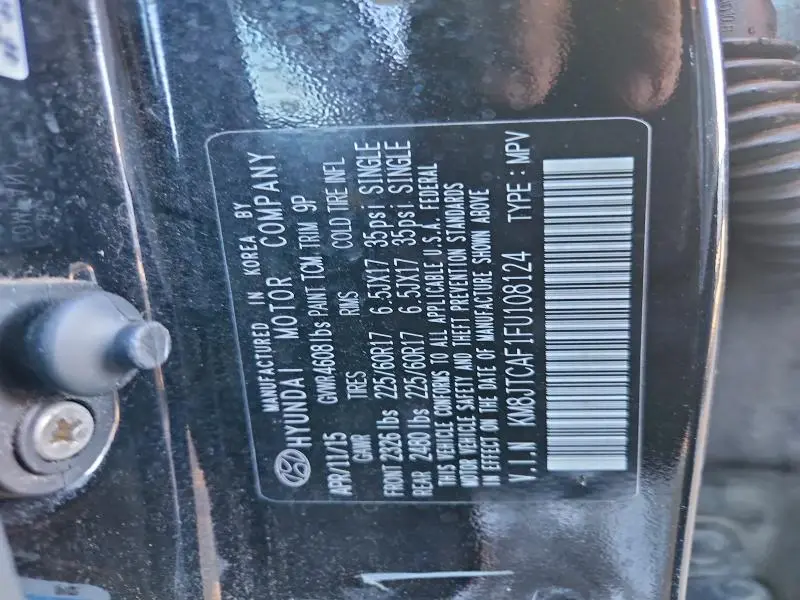 MANUFACTURED IN KOREA BY
HYUNDAI MOTOR COMPANY
APR/11/15 GVWR4608 lbs PAINT TCM TRIM 9P
GAWR TIRES RIMS COLD TIRE INFL
FRONT 2326 lbs 225/60R17 6.5JX17 35psi SINGLE
REAR 2480 lbs 225/60R17 6.5JX17 35psi SINGLE
THIS VEHICLE CONFORMS TO ALL APPLICABLE U.S.A. FEDERAL
MOTOR VEHICLE SAFETY AND THEFT PREVENTION STANDARDS
IN EFFECT ON THE DATE OF MANUFACTURE SHOWN ABOVE
V.I.N KM8JTCAF1FU108124 TYPE: MPV